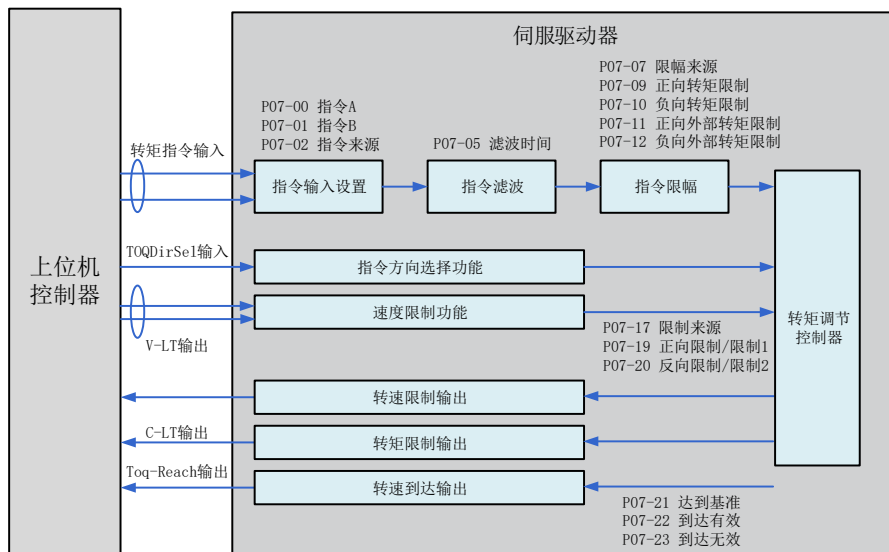 伺服驱动器
P07-07 限幅来源
P07-09 正向转矩限制
P07-10 负向转矩限制
P07-11 正向外部转矩限制
P07-12 负向外部转矩限制
P07-00 指令A
P07-01 指令B
P07-02 指令来源
P07-05 滤波时间
转矩指令输入
指令输入设置
指令滤波
指令限幅
上位机
控制器
TOQDirSel输入
指令方向选择功能
速度限制功能
V-LT输出
P07-17 限制来源
P07-19 正向限制/限制1
P07-20 反向限制/限制2
转矩调节
控制器
转速限制输出
C-LT输出
转矩限制输出
Toq-Reach输出
转速到达输出
P07-21 达到基准
P07-22 到达有效
P07-23 到达无效